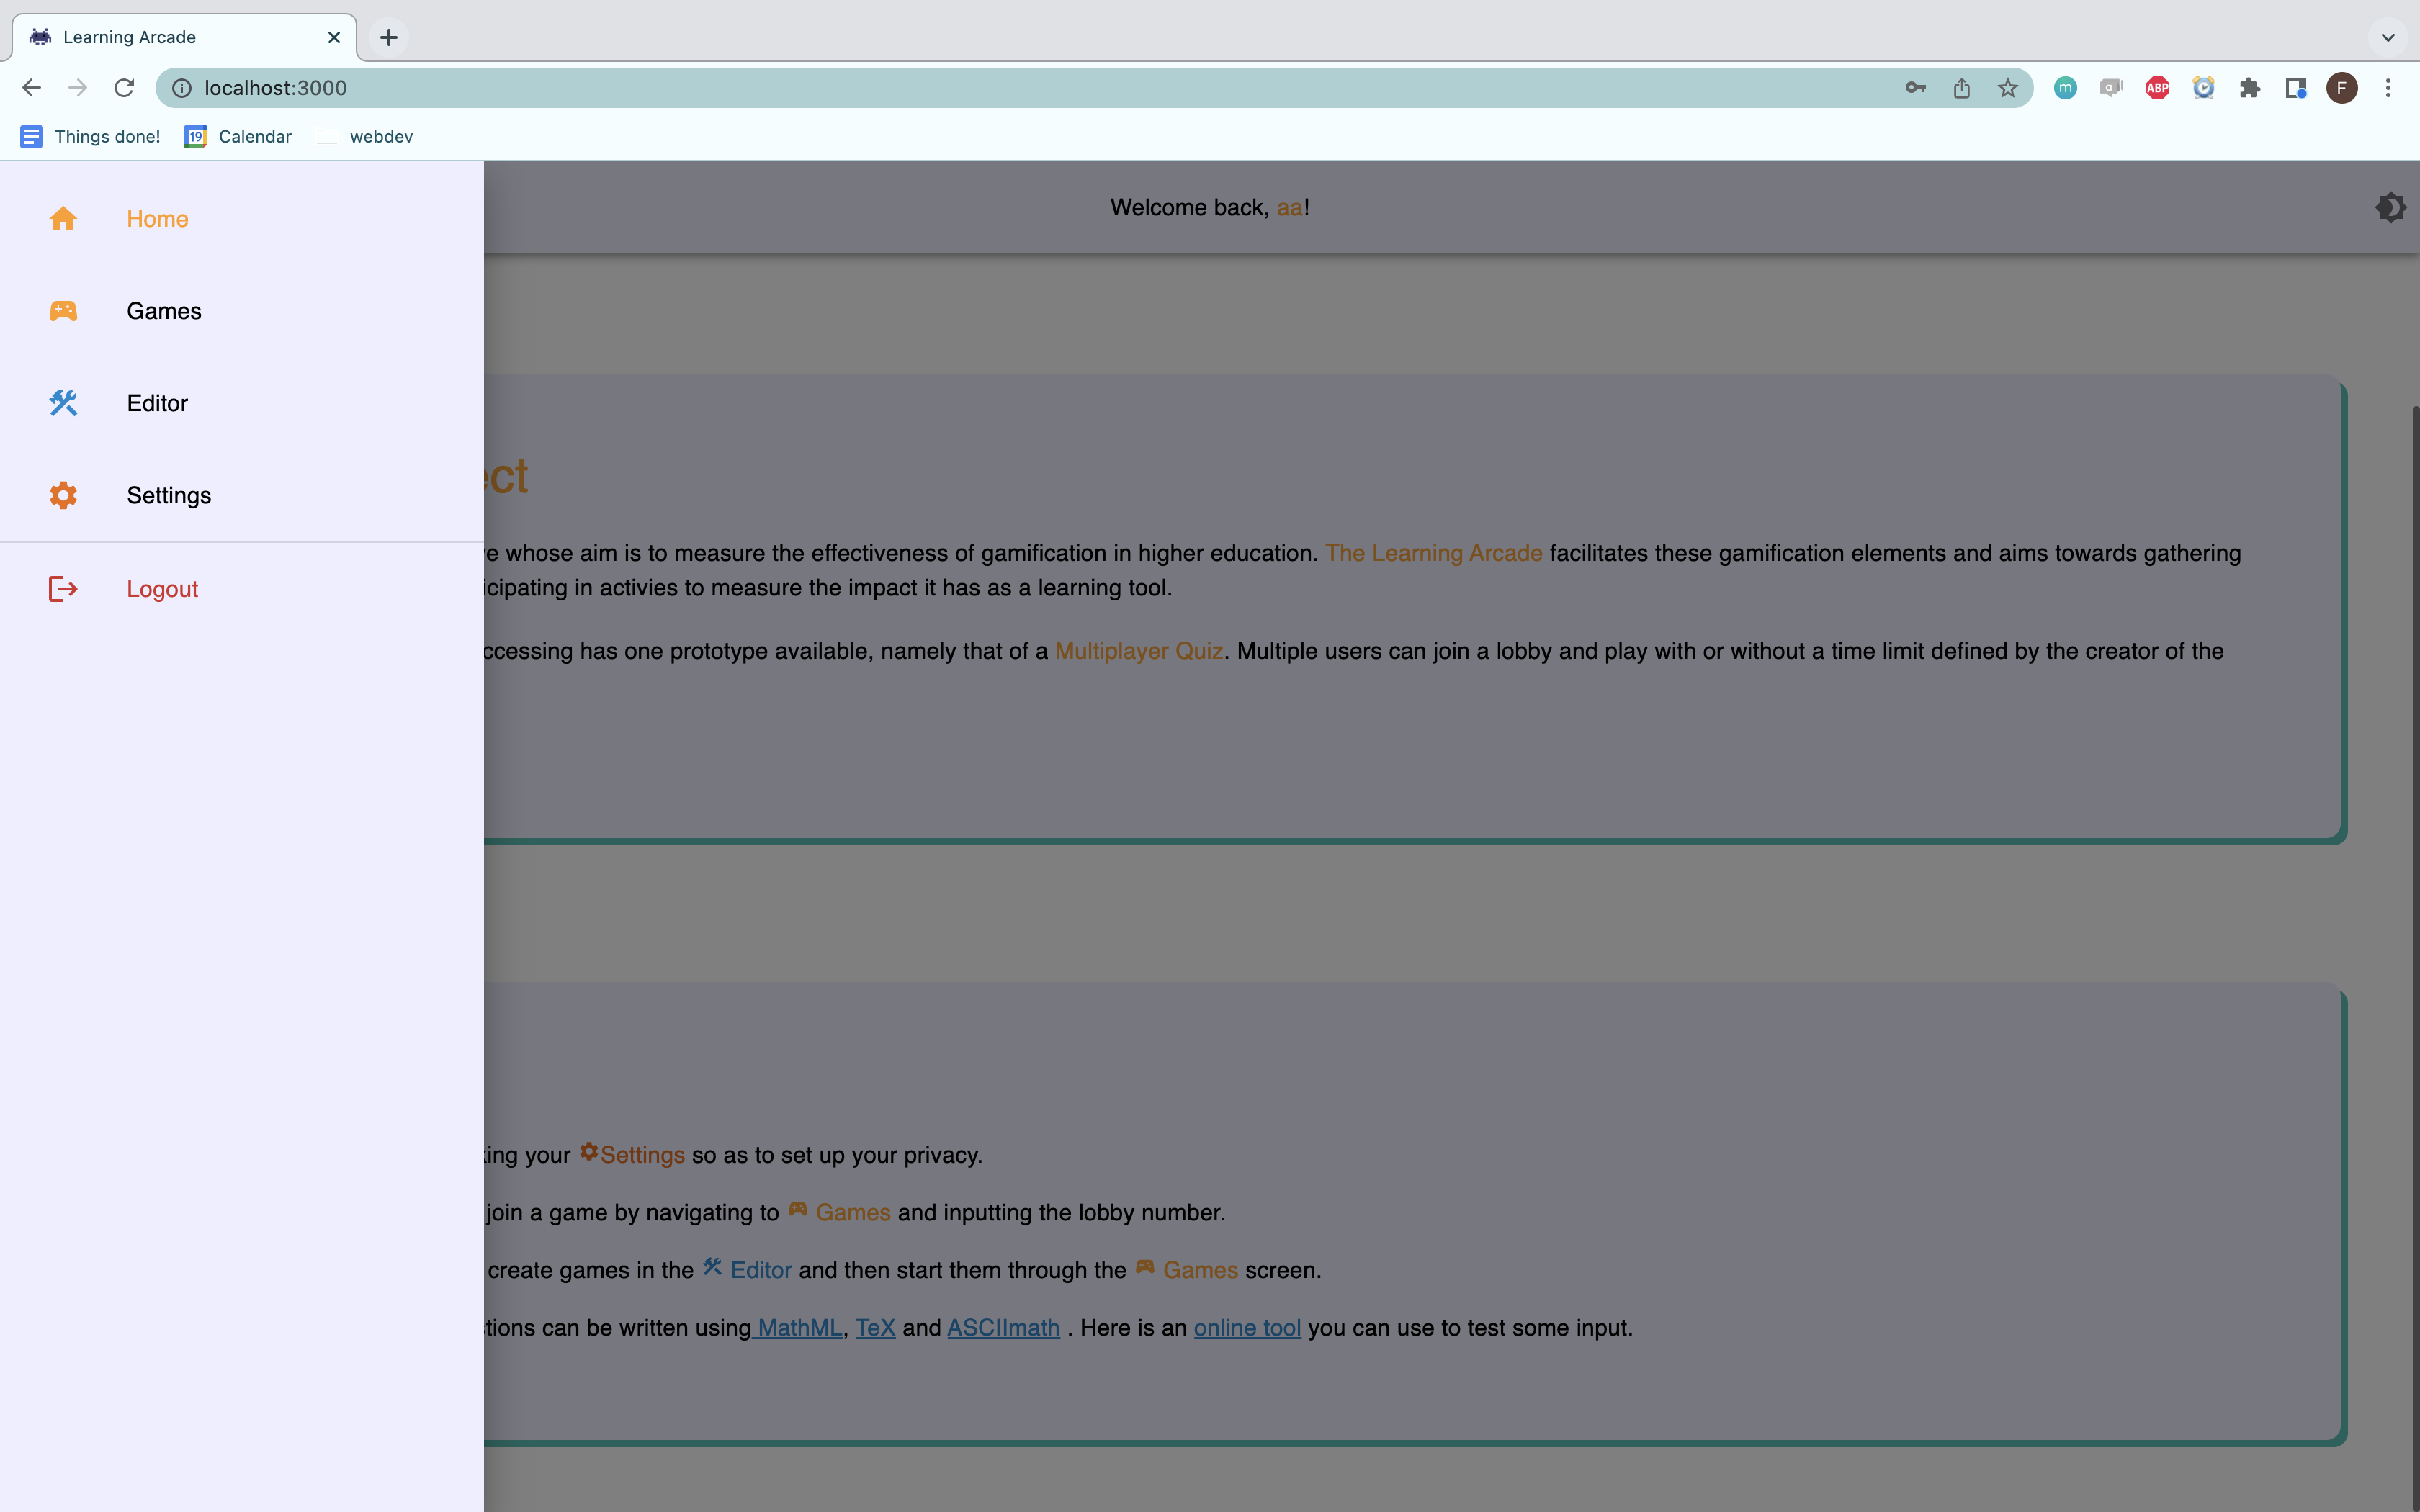 Learning Arcade
localhost:3000
ABP
F
Things done!
19
Calendar
webdev
Home
Games
Editor
Settings
Logout
Welcome back, aa!
whose aim is to measure the effectiveness of gamification in higher education. The Learning Arcade facilitates these gamification elements and aims towards gathering
icipating in activies to measure the impact it has as a learning tool.
ccessing has one prototype available, namely that of a Multiplayer Quiz. Multiple users can join a lobby and play with or without a time limit defined by the creator of the
your Settings so as to set up your privacy.
join a game by navigating to Games and inputting the lobby number.
create games in the Editor and then start them through the Games screen.
tions can be written using MathML, TeX and ASCIImath . Here is an online tool you can use to test some input.